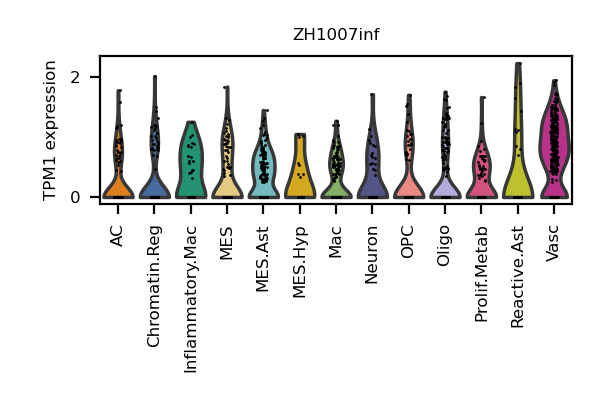 ZH1007inf
TPM1 expression
2
0
AC
Chromatin.Reg
Inflammatory.Mac
MES
MES.Ast
MES.Hyp
Mac
Neuron
OPC
Oligo
Prolif.Metab
Reactive.Ast
Vasc